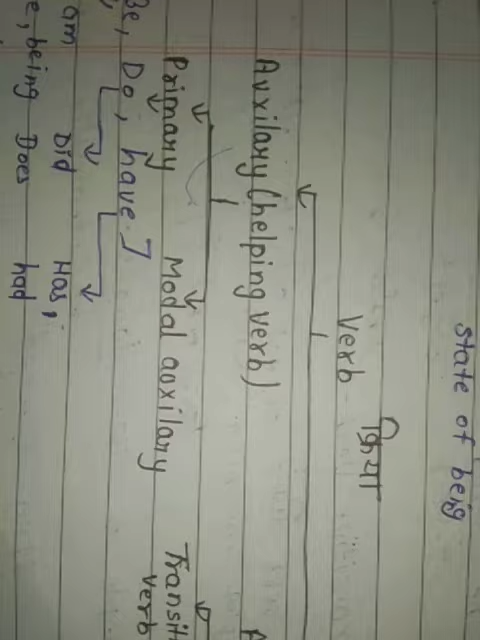 state of being
क्रिया
verb
Auxilary (helping verb)
Primary Modal auxilary
verb
Be, Do, have]
am Did Has,
being Does had